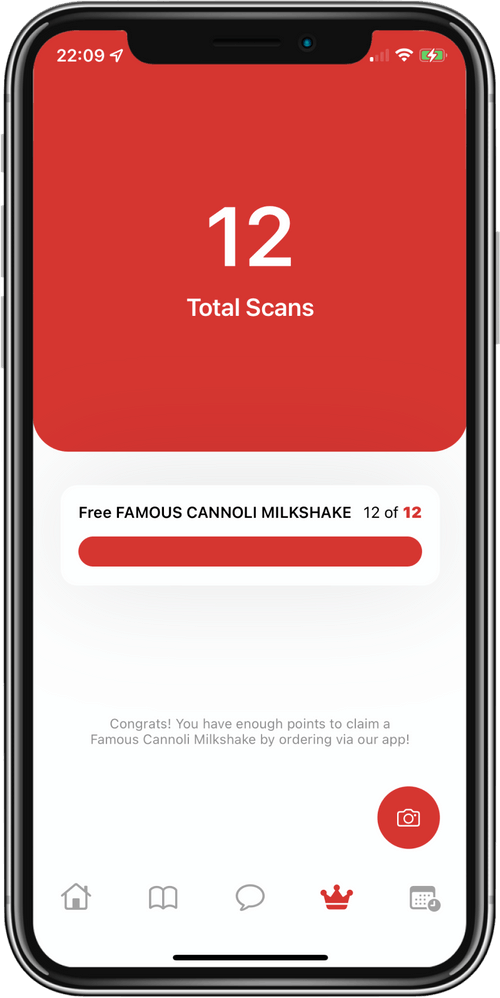 22:09
12
Total Scans
Free FAMOUS CANNOLI MILKSHAKE 12 of 12
Congrats! You have enough points to claim a
Famous Cannoli Milkshake by ordering via our app!